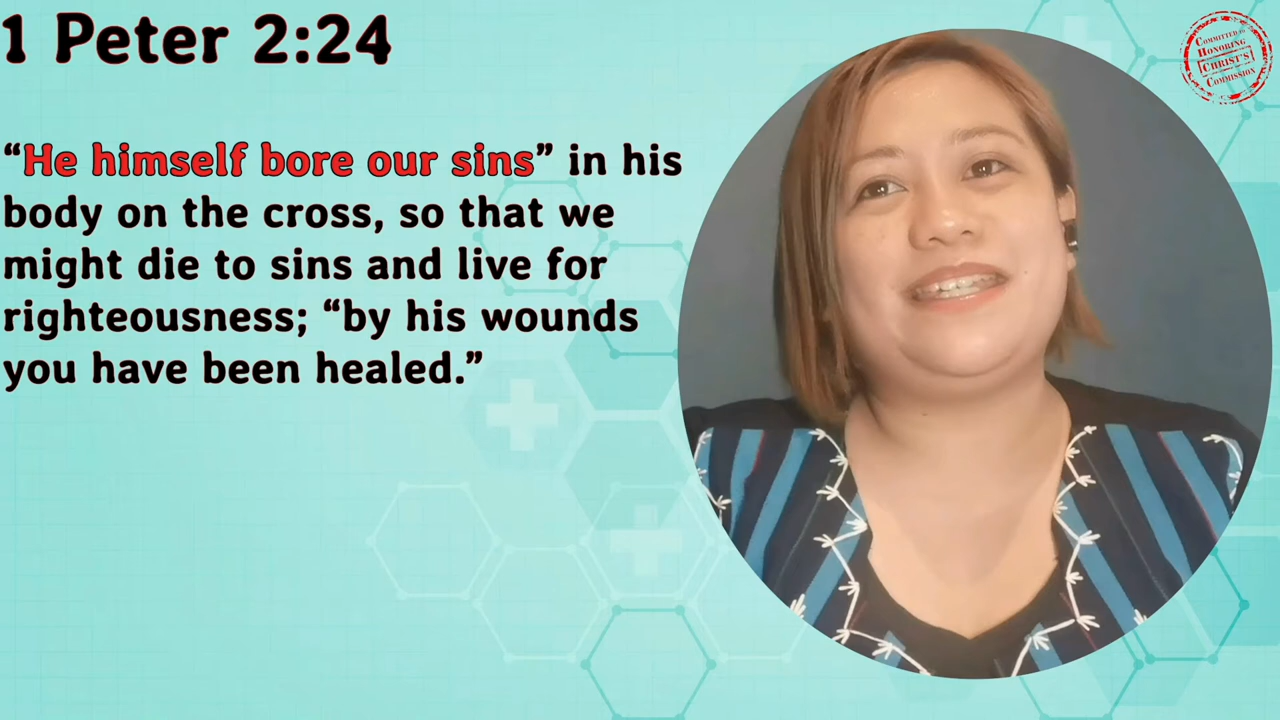 1 Peter 2:24
“He himself bore our sins” in his
body on the cross, so that we
might die to sins and live for
righteousness; “by his wounds
you have been healed.”
Committed to
Honoring
Christ's
Commission